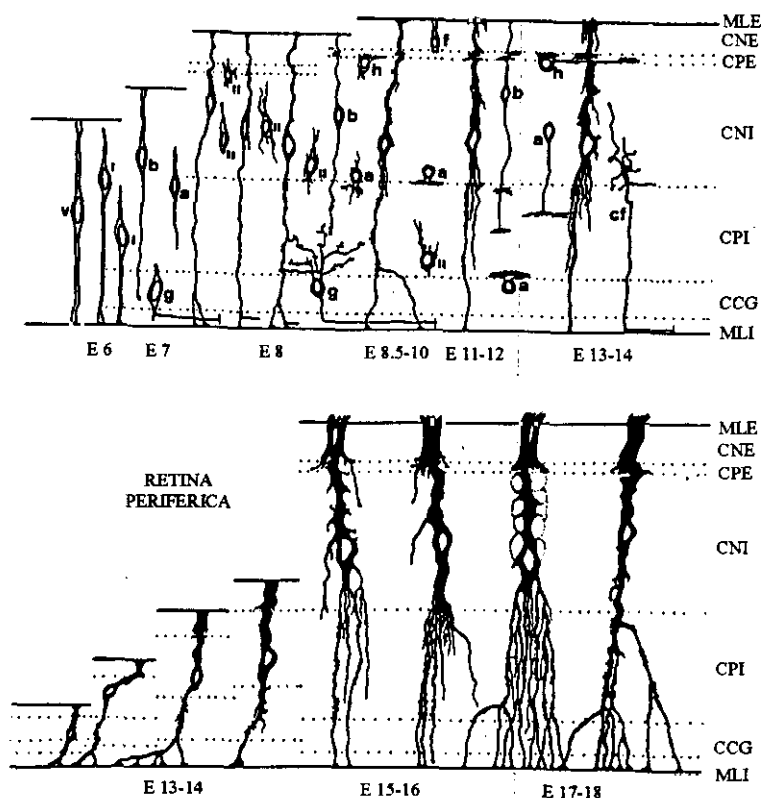 MLE
f
CNE
h
h
CPE
b
b
a
CNI
b
a
a
a
v
cf
CPI
g
g
a
CCG
MLI
E 6
E 7
E 8
E 8.5-10
E 11-12
E 13-14
MLE
CNE
CPE
RETINA
PERIFERICA
CNI
CPI
CCG
MLI
E 13-14
E 15-16
E 17-18